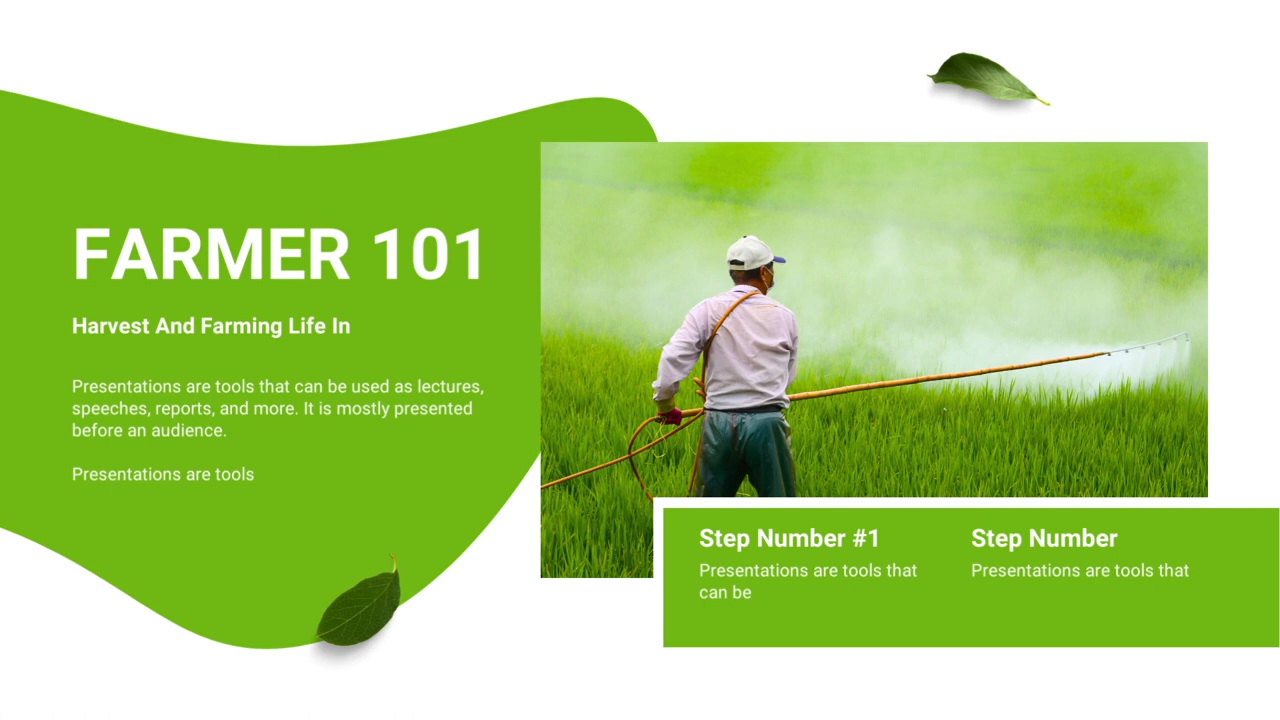 FARMER 101
Harvest And Farming Life In
Presentations are tools that can be used as lectures,
speeches, reports, and more. It is mostly presented
before an audience.
Presentations are tools
Step Number #1
Presentations are tools that
can be
Step Number
Presentations are tools that